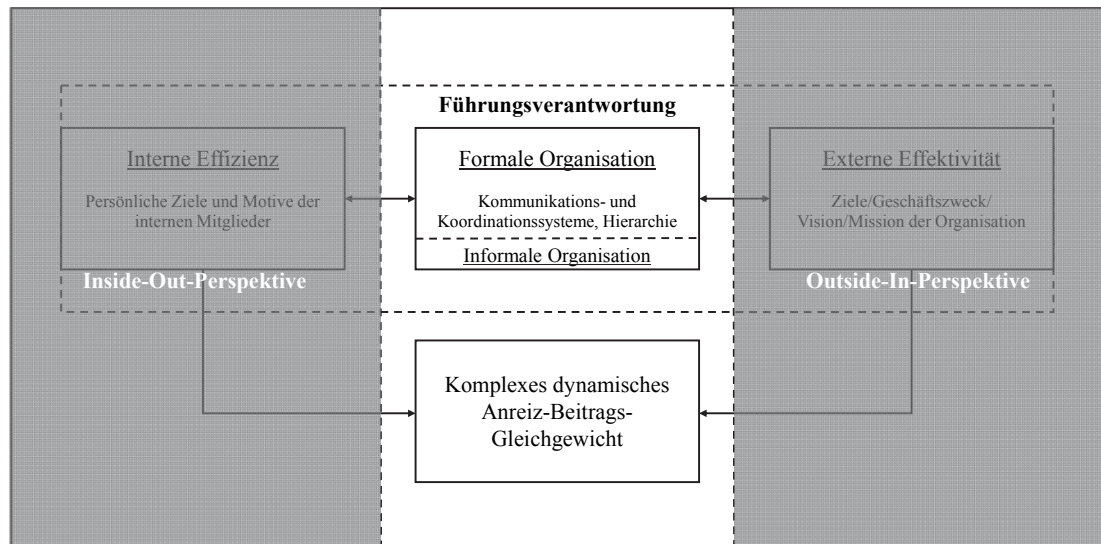 Führungsverantwortung
Interne Effizienz
Persönliche Ziele und Motive der
internen Mitglieder
Inside-Out-Perspektive
Formale Organisation
Kommunikations- und
Koordinationssysteme, Hierarchie
Informale Organisation
Externe Effektivität
Ziele/Geschäftszweck/
Vision/Mission der Organisation
Outside-In-Perspektive
Komplexes dynamisches
Anreiz-Beitrags-
Gleichgewicht